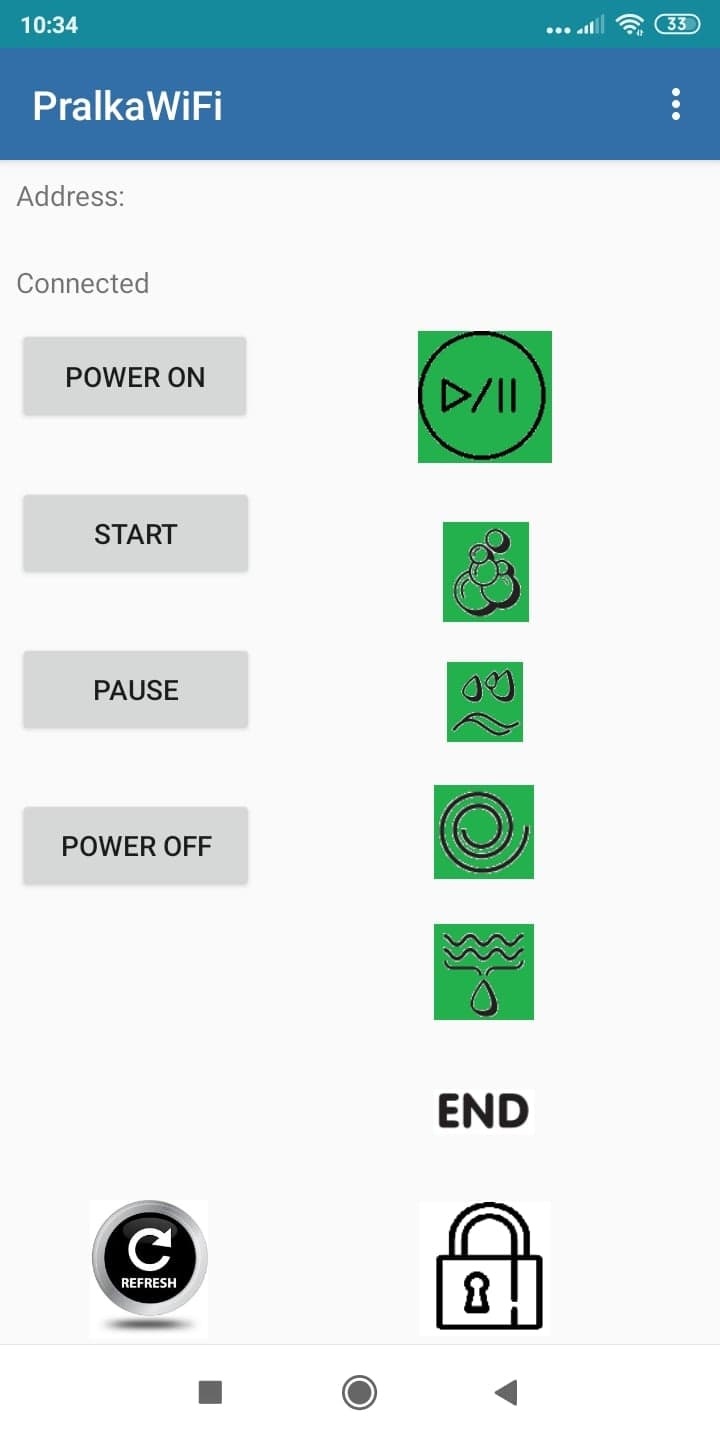 10:34
33
PralkaWiFi
Address:
Connected
POWER ON
START
PAUSE
POWER OFF
END
REFRESH